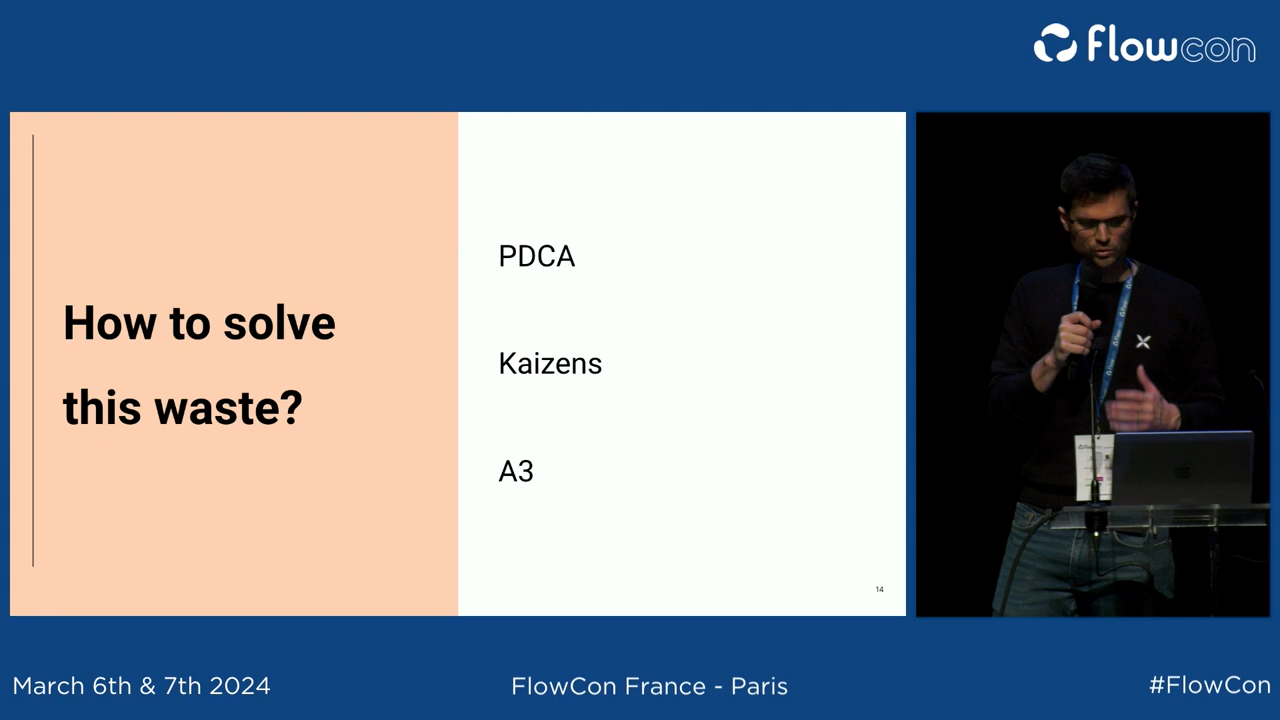 flowcon
How to solve
this waste?
PDCA
Kaizens
A3
14
March 6th & 7th 2024
FlowCon France - Paris
#FlowCon